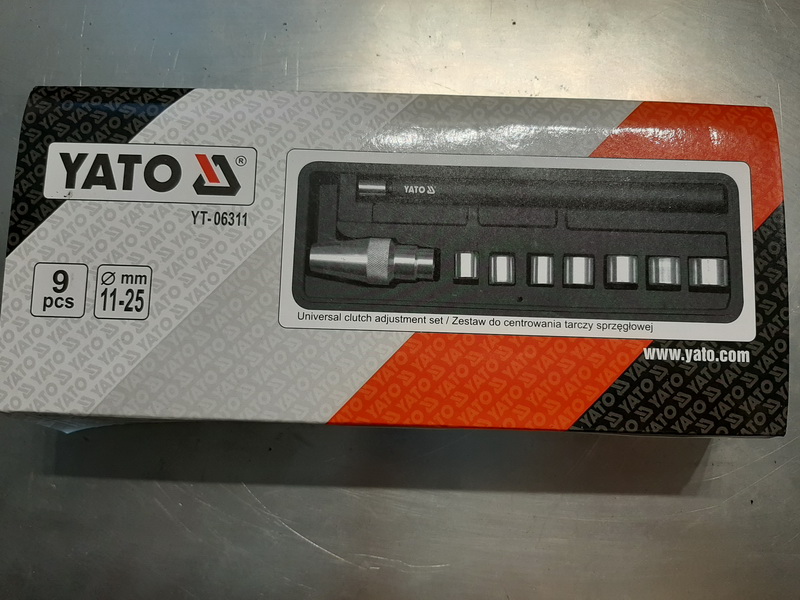 YATO ®
YT-06311
9
pcs
Ø mm
11-25
YATO
Universal clutch adjustment set / Zestaw do centrowania tarczy sprzęgłowej
www.yato.com